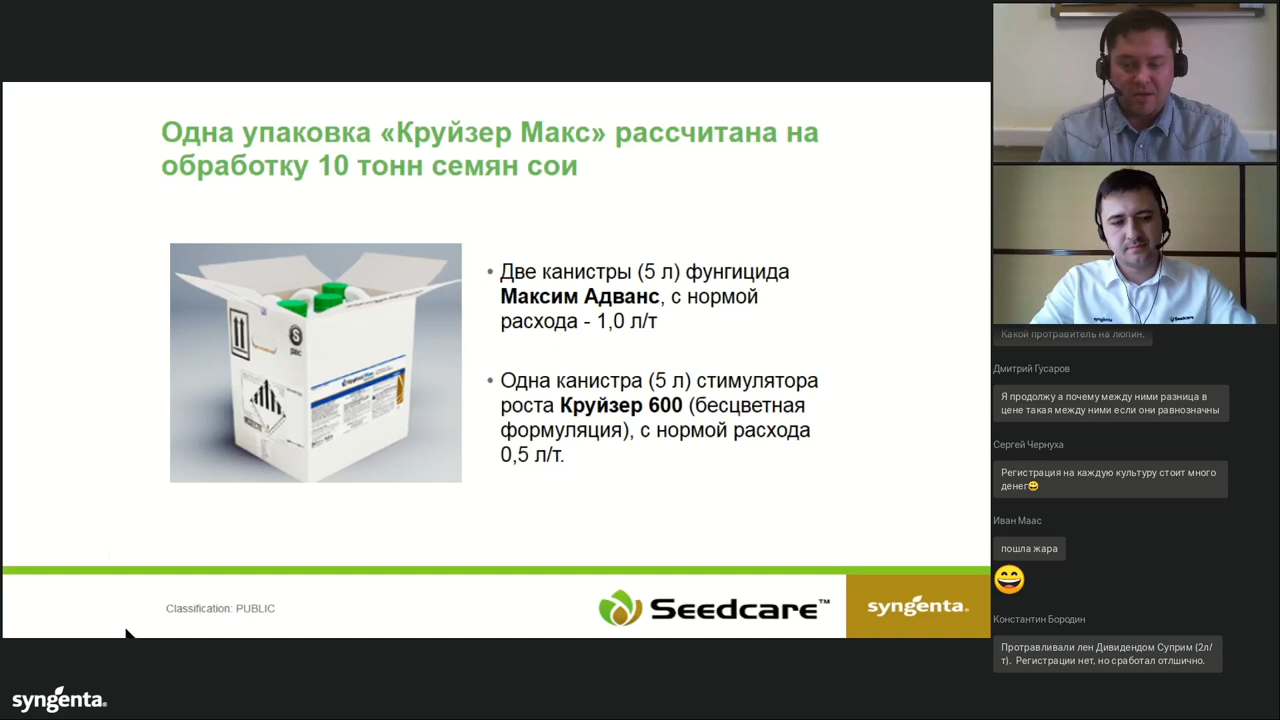 Одна упаковка «Круйзер Макс» рассчитана на
обработку 10 тонн семян сои
• Две канистры (5 л) фунгицида
Максим Адванс, с нормой
расхода - 1,0 л/т
• Одна канистра (5 л) стимулятора
роста Круйзер 600 (бесцветная
формуляция), с нормой расхода
0,5 л/т.
Classification: PUBLIC
Seedcare™
syngenta.
syngenta.
Seedcare
Какой протравитель на люпин.
Дмитрий Гусаров
Я продолжу а почему между ними разница в
цене такая между ними если они равнозначны
Сергей Чернуха
Регистрация на каждую культуру стоит много
денег😀
Иван Маас
пошла жара
😄
Константин Бородин
Протравливали лен Дивидендом Суприм (2л/
т). Регистрации нет, но сработал отлшично.